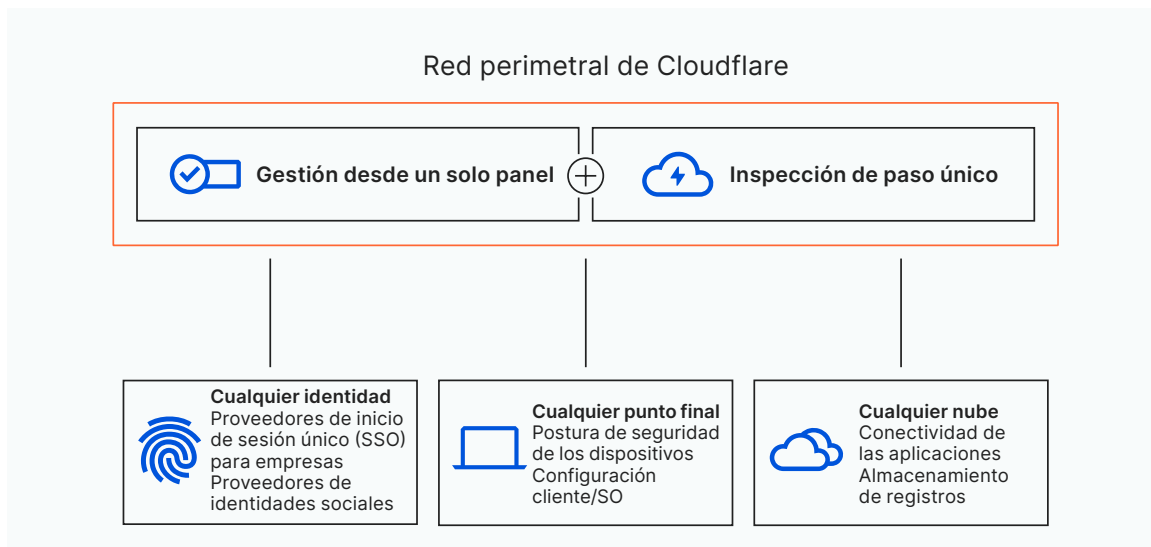 Red perimetral de Cloudflare
Gestión desde un solo panel
Inspección de paso único
Cualquier identidad
Proveedores de inicio
de sesión único (SSO)
para empresas
Proveedores de
identidades sociales
Cualquier punto final
Postura de seguridad
de los dispositivos
Configuración
cliente/SO
Cualquier nube
Conectividad de
las aplicaciones
Almacenamiento
de registros